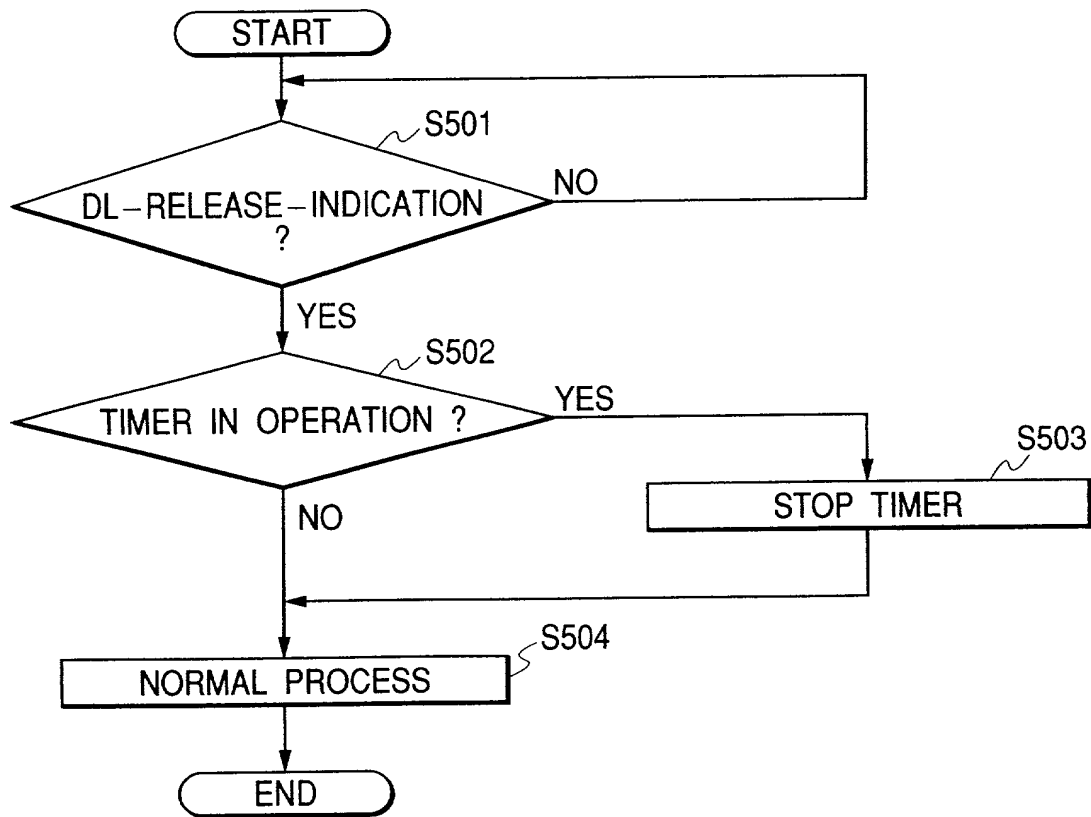 START
S501
DL-RELEASE-INDICATION
?
NO
YES
S502
TIMER IN OPERATION ?
YES
S503
STOP TIMER
NO
S504
NORMAL PROCESS
END